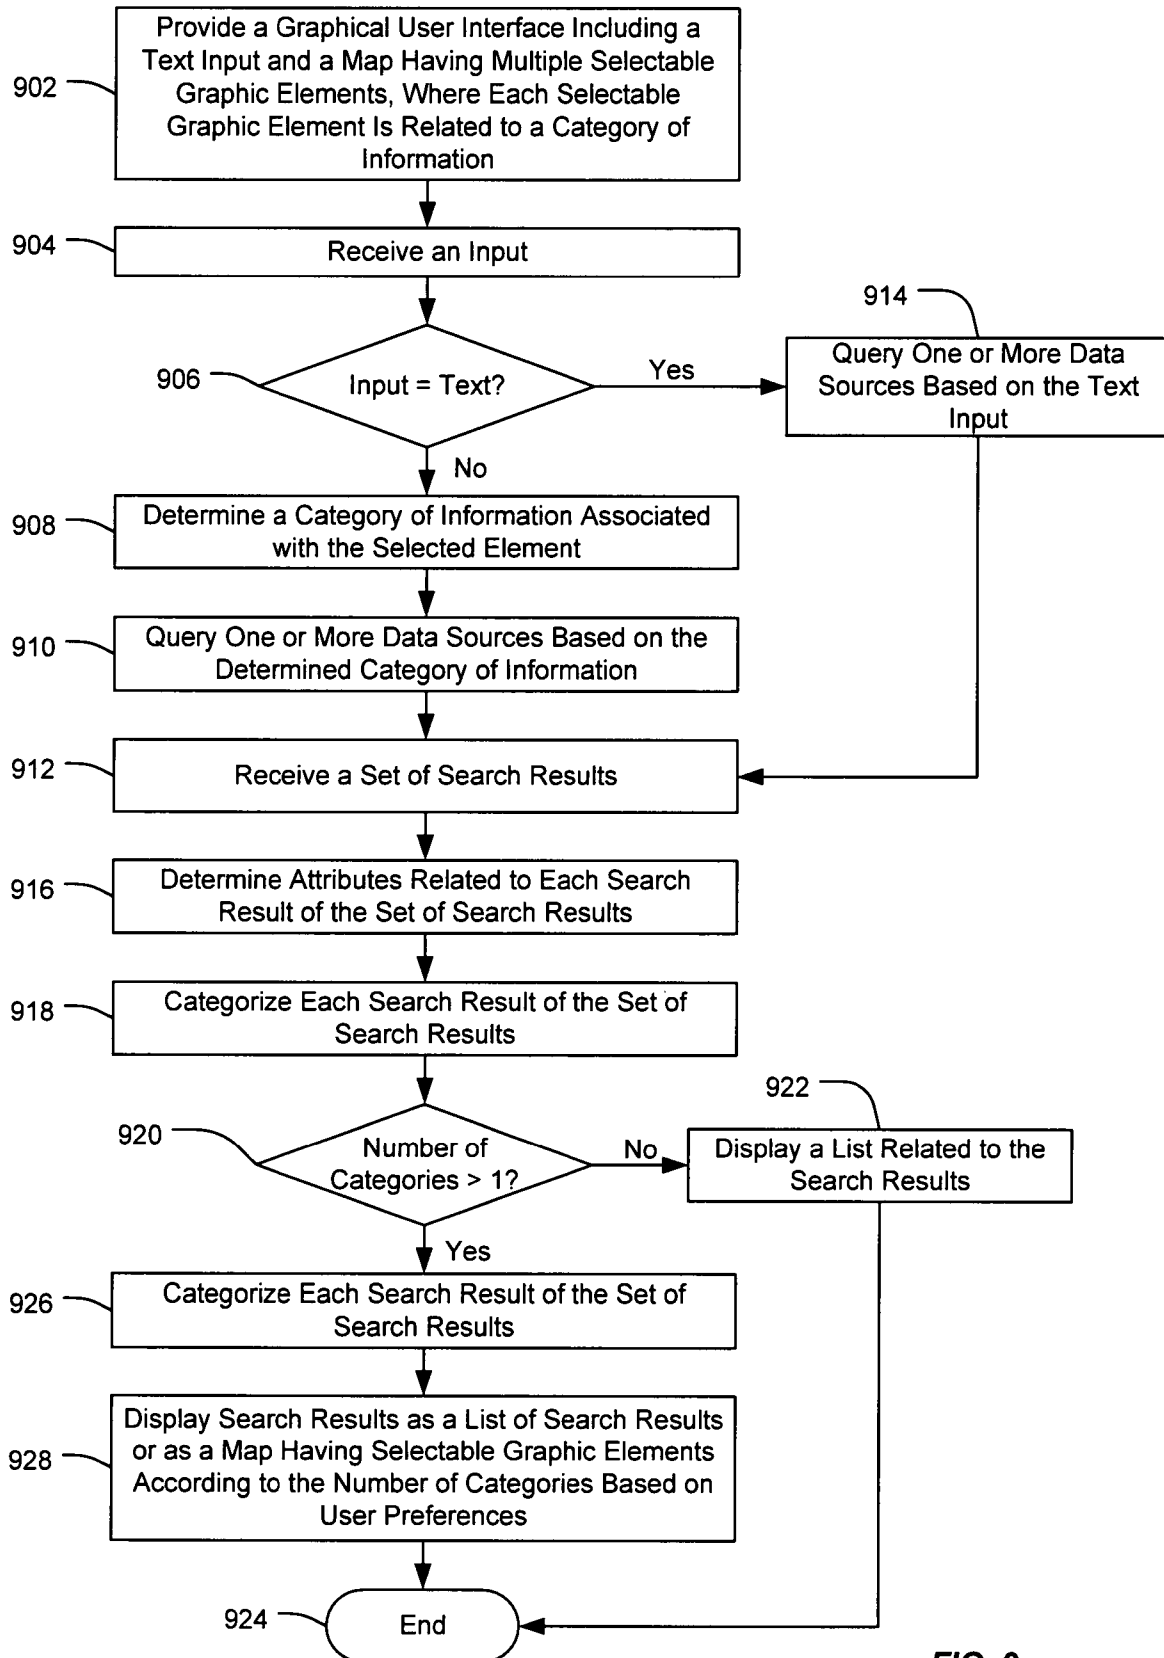 Provide a Graphical User Interface Including a
Text Input and a Map Having Multiple Selectable
Graphic Elements, Where Each Selectable
Graphic Element Is Related to a Category of
Information
902
904
Receive an Input
914
906
Input = Text?
Yes
Query One or More Data
Sources Based on the Text
Input
No
908
Determine a Category of Information Associated
with the Selected Element
910
Query One or More Data Sources Based on the
Determined Category of Information
912
Receive a Set of Search Results
916
Determine Attributes Related to Each Search
Result of the Set of Search Results
918
Categorize Each Search Result of the Set of
Search Results
922
920
Number of
Categories > 1?
No
Display a List Related to the
Search Results
Yes
926
Categorize Each Search Result of the Set of
Search Results
928
Display Search Results as a List of Search Results
or as a Map Having Selectable Graphic Elements
According to the Number of Categories Based on
User Preferences
924
End